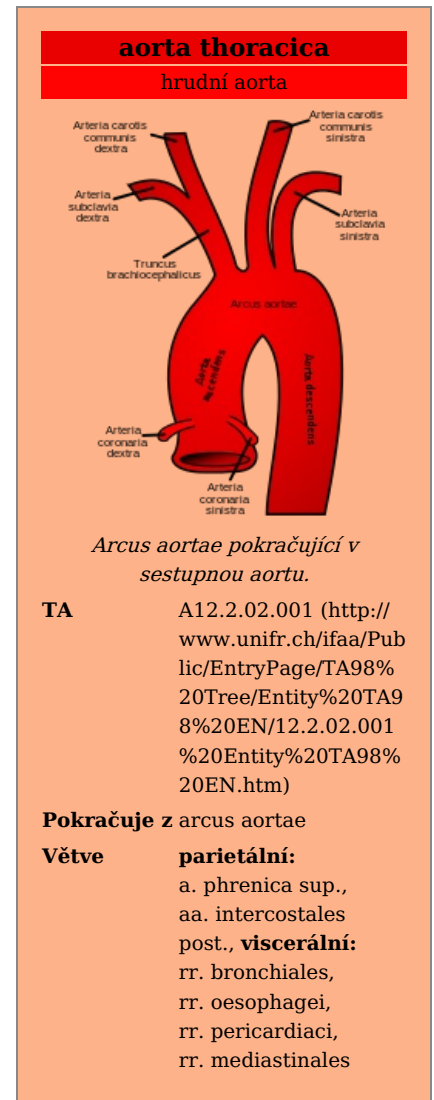 aorta thoracica
hrudní aorta
Arteria carotis
communis
dextra
Arteria carotis
communis
sinistra
Arteria
subclavia
dextra
Arteria
subclavia
sinistra
Truncus
brachiocephalicus
Arcus aortae
Aorta
ascendens
Aorta descendens
Arteria
coronaria
dextra
Arteria
coronaria
sinistra
Arcus aortae pokračující v
sestupnou aortu.
TA A12.2.02.001 (http://
www.unifr.ch/ifaa/Pub
lic/EntryPage/TA98%
20Tree/Entity%20TA9
8%20EN/12.2.02.001
%20Entity%20TA98%
20EN.htm)
Pokračuje z arcus aortae
Větve parietální:
a. phrenica sup.,
aa. intercostales
post., viscerální:
rr. bronchiales,
rr. oesophagei,
rr. pericardiaci,
rr. mediastinales